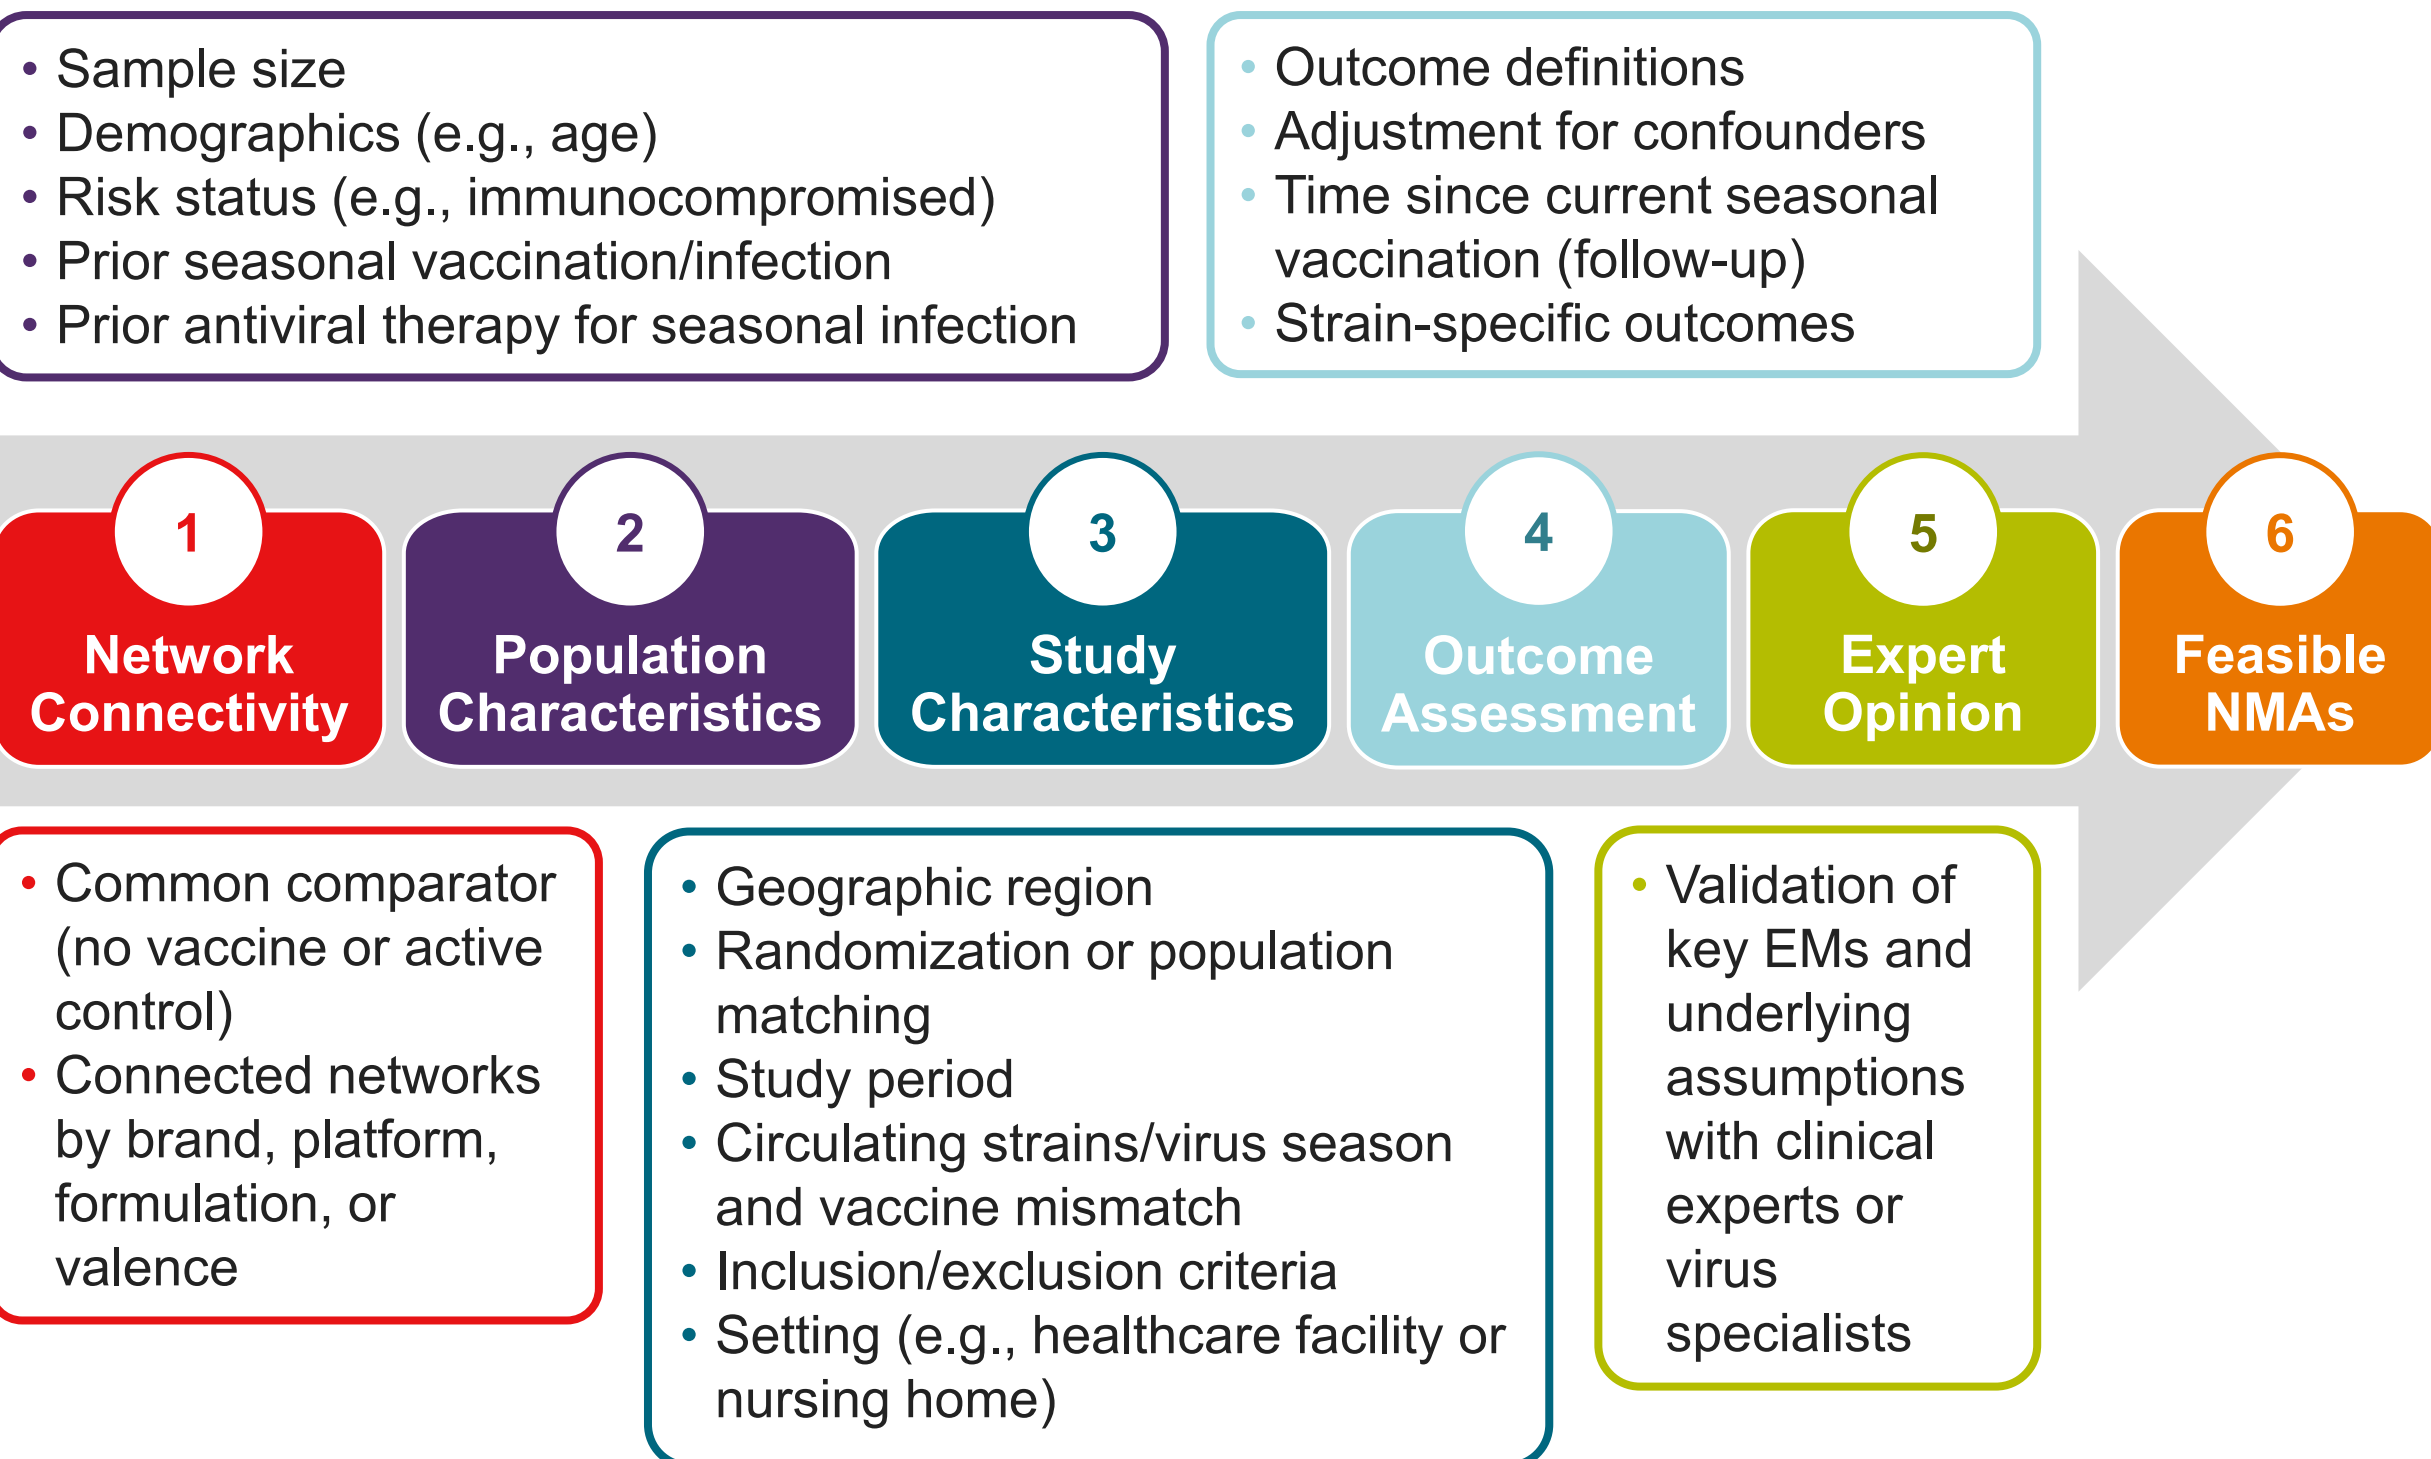 • Sample size
• Demographics (e.g., age)
• Risk status (e.g., immunocompromised)
• Prior seasonal vaccination/infection
• Prior antiviral therapy for seasonal infection
• Outcome definitions
• Adjustment for confounders
• Time since current seasonal
vaccination (follow-up)
• Strain-specific outcomes
1
Network
Connectivity
2
Population
Characteristics
3
Study
Characteristics
4
Outcome
Assessment
5
Expert
Opinion
6
Feasible
NMAs
• Common comparator
(no vaccine or active
control)
• Connected networks
by brand, platform,
formulation, or
valence
• Geographic region
• Randomization or population
matching
• Study period
• Circulating strains/virus season
and vaccine mismatch
• Inclusion/exclusion criteria
• Setting (e.g., healthcare facility or
nursing home)
• Validation of
key EMs and
underlying
assumptions
with clinical
experts or
virus
specialists